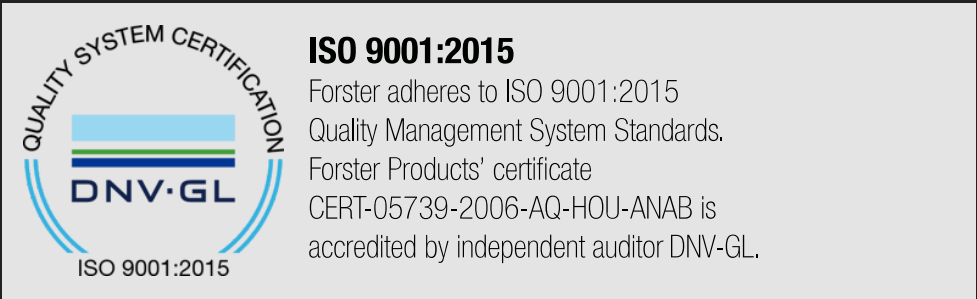 QUALITY SYSTEM CERTIFICATION
DNV·GL
ISO 9001:2015
ISO 9001:2015
Forster adheres to ISO 9001:2015
Quality Management System Standards.
Forster Products’ certificate
CERT-05739-2006-AQ-HOU-ANAB is
accredited by independent auditor DNV-GL.